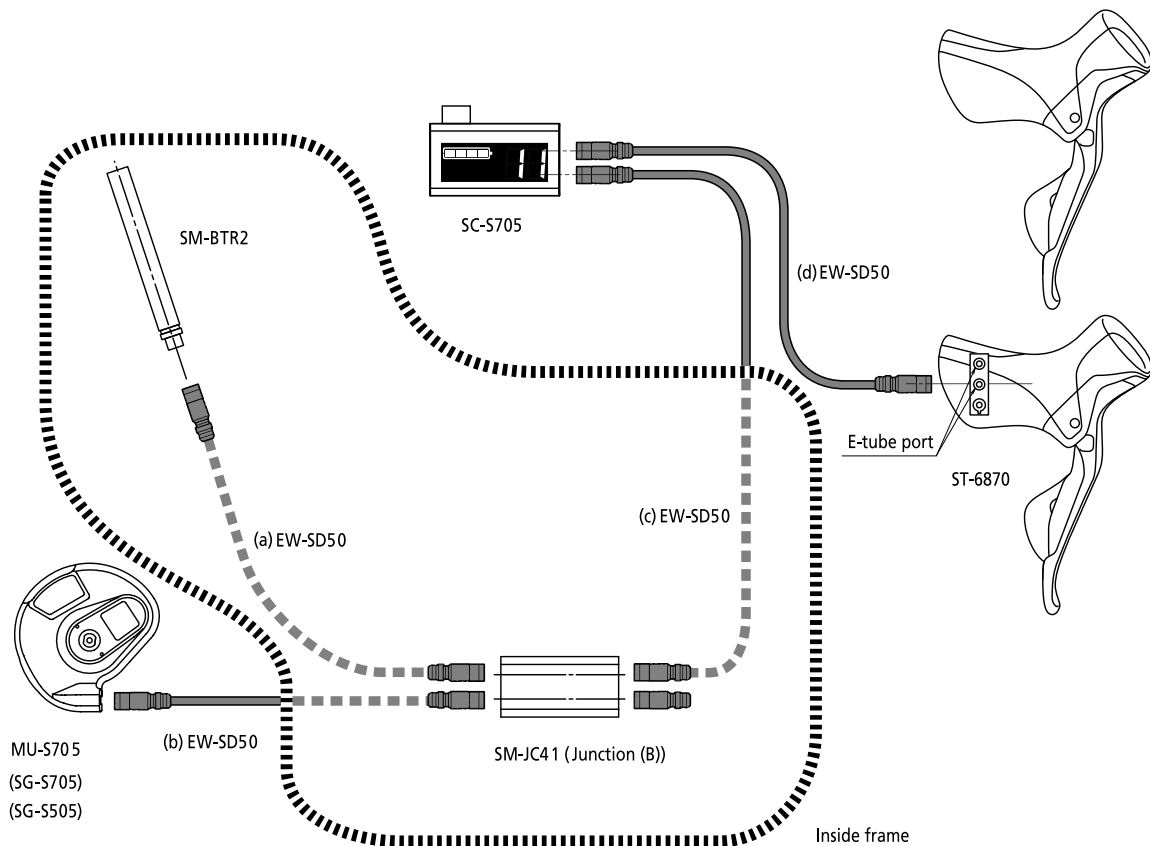 SC-S705
SM-BTR2
(d) EW-SD50
E-tube port
ST-6870
(c) EW-SD50
(a) EW-SD50
MU-S705
(SG-S705)
(SG-S505)
(b) EW-SD50
SM-JC41 (Junction (B))
Inside frame